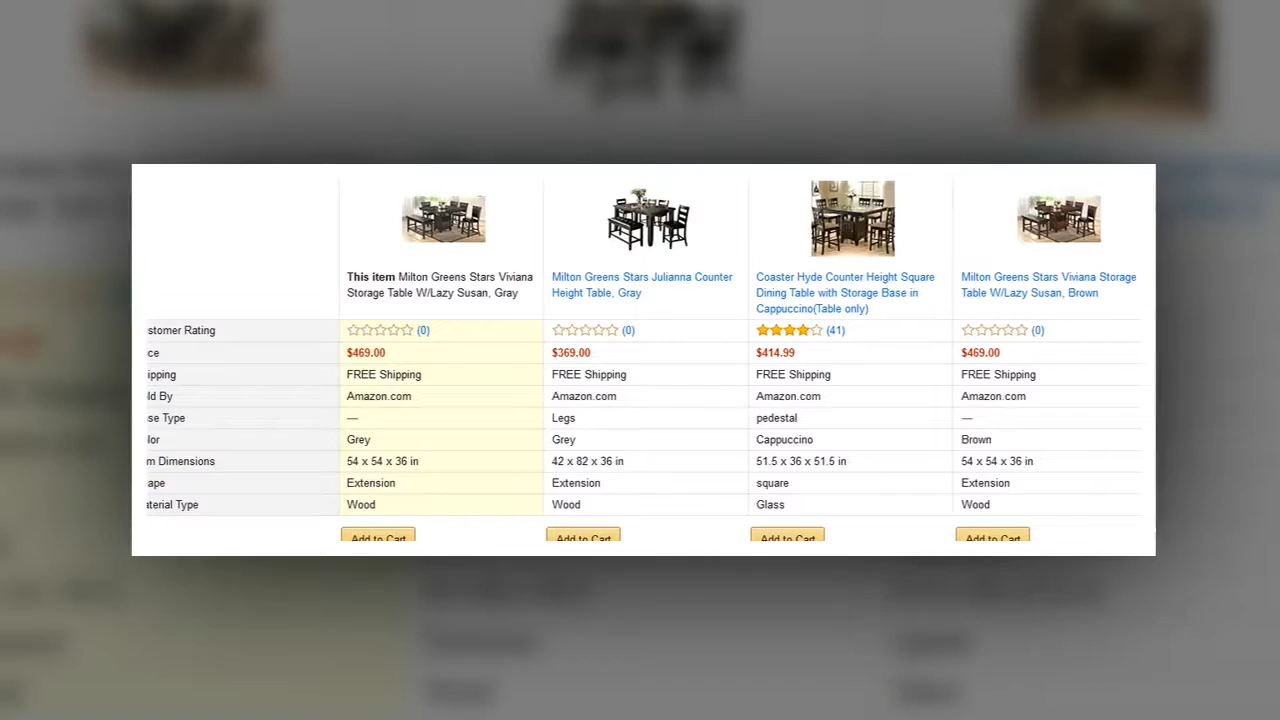 This item Milton Greens Stars Viviana
Storage Table W/Lazy Susan, Gray
Milton Greens Stars Julianna Counter
Height Table, Gray
Coaster Hyde Counter Height Square
Dining Table with Storage Base in
Cappuccino(Table only)
Milton Greens Stars Viviana Storage
Table W/Lazy Susan, Brown
stomer Rating (0) (0) (41) (0)
ce $469.00 $369.00 $414.99 $469.00
ipping FREE Shipping FREE Shipping FREE Shipping FREE Shipping
ld By Amazon.com Amazon.com Amazon.com Amazon.com
se Type — Legs pedestal —
lor Grey Grey Cappuccino Brown
m Dimensions 54 x 54 x 36 in 42 x 82 x 36 in 51.5 x 36 x 51.5 in 54 x 54 x 36 in
ape Extension Extension square Extension
aterial Type Wood Wood Glass Wood
Add to Cart Add to Cart Add to Cart Add to Cart